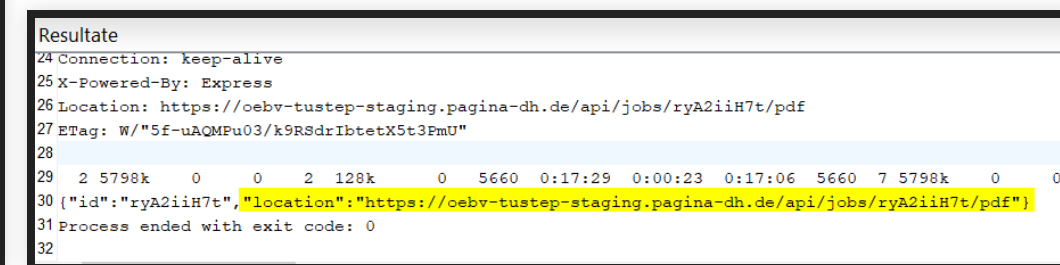 Resultate
24 Connection: keep-alive
25 X-Powered-By: Express
26 Location: https://oebv-tustep-staging.pagina-dh.de/api/jobs/ryA2iiH7t/pdf
27 ETag: W/"5f-uAQMPu03/k9RSdrIbtetX5t3PmU"
28
29 2 5798k 0 0 2 128k 0 5660 0:17:29 0:00:23 0:17:06 5660 7 5798k 0 0
30 {"id":"ryA2iiH7t","location":"https://oebv-tustep-staging.pagina-dh.de/api/jobs/ryA2iiH7t/pdf"}
31 Process ended with exit code: 0
32